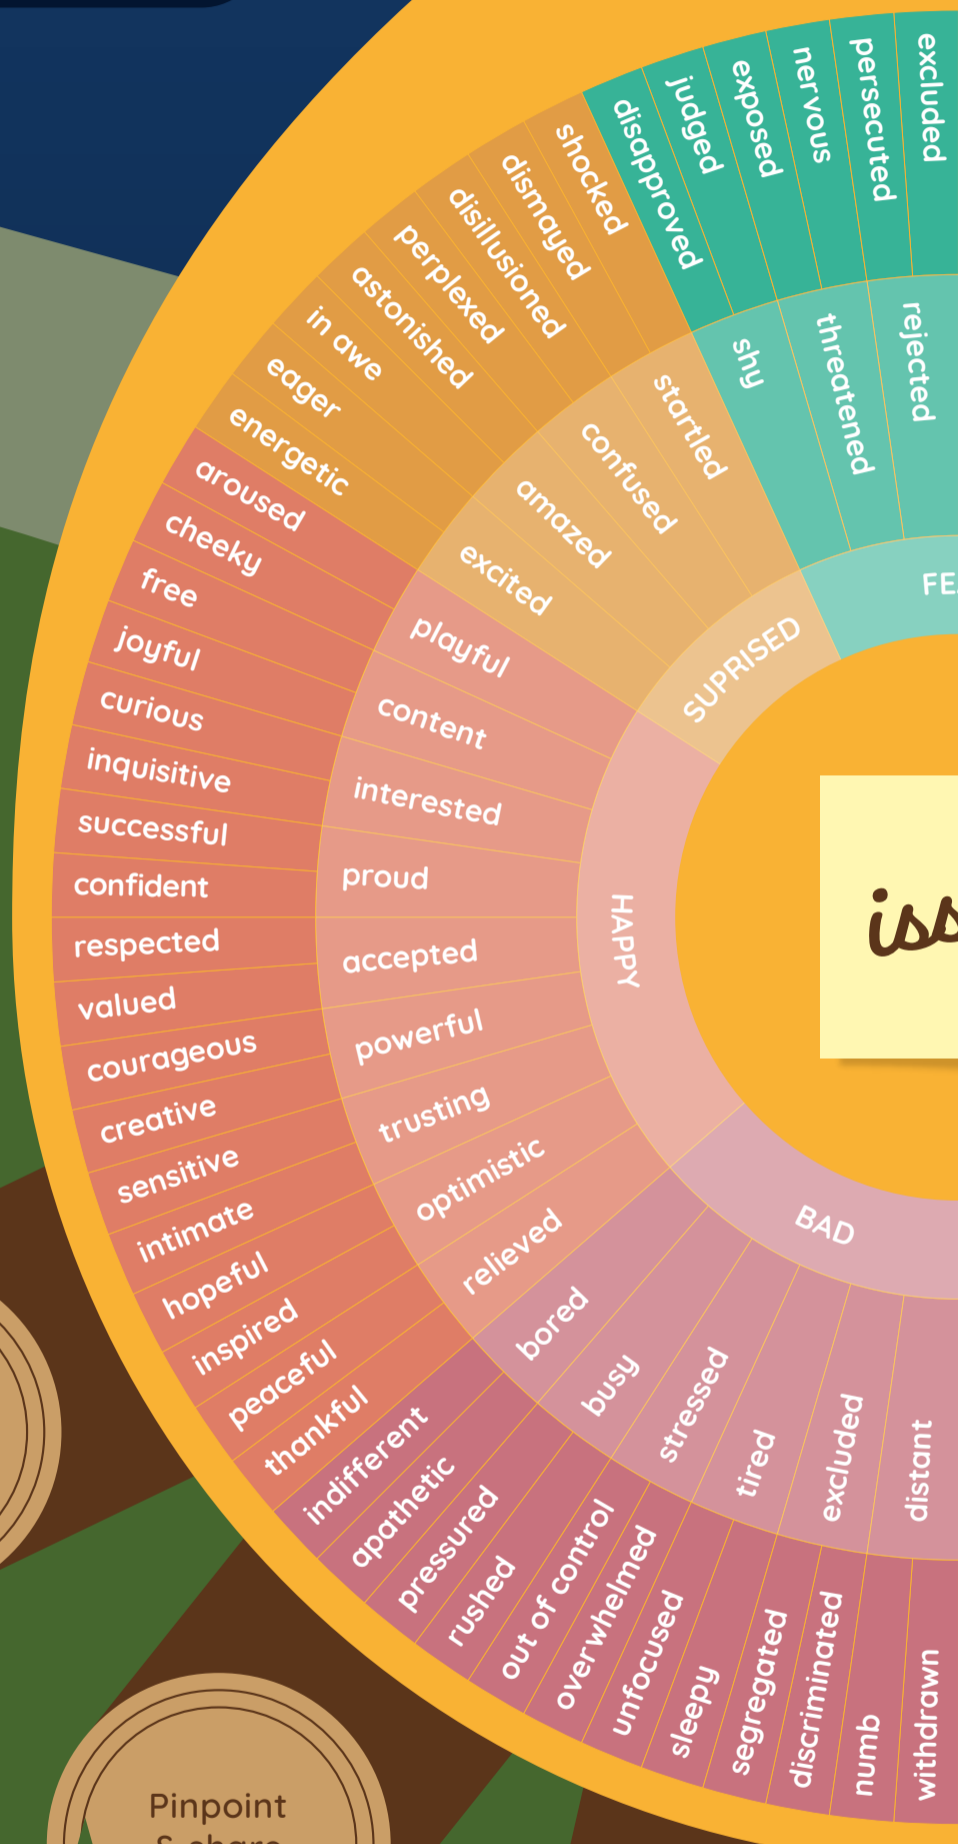 excluded
persecuted
nervous
exposed
judged
disapproved
shocked
dismayed
disillusioned
perplexed
astonished
in awe
eager
energetic
aroused
cheeky
free
joyful
curious
inquisitive
successful
confident
respected
valued
courageous
creative
sensitive
intimate
hopeful
inspired
peaceful
thankful
indifferent
apathetic
pressured
rushed
out of control
overwhelmed
unfocused
sleepy
segregated
discriminated
numb
withdrawn
rejected
threatened
shy
startled
confused
amazed
excited
playful
content
interested
proud
accepted
powerful
trusting
optimistic
relieved
bored
busy
stressed
tired
excluded
distant
FE
SUPRISED
HAPPY
BAD
iss
Pinpoint
& share